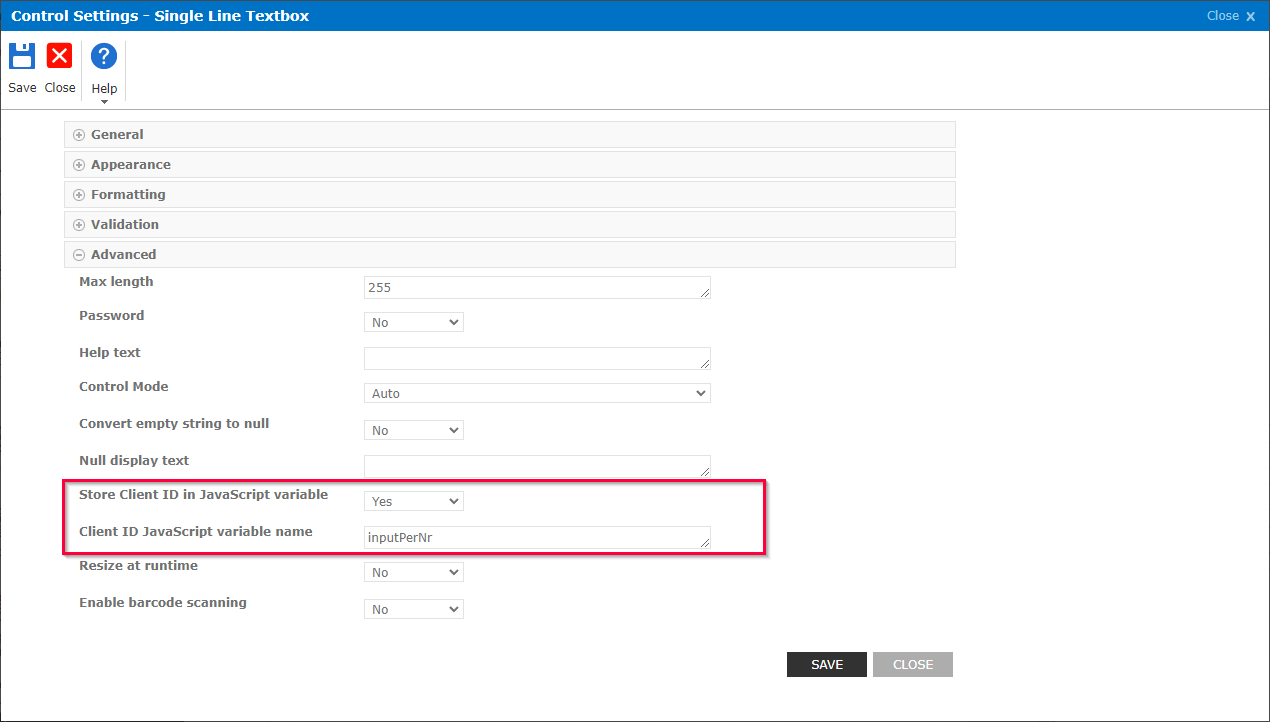 Control Settings - Single Line Textbox
Close x
Save Close Help
General
Appearance
Formatting
Validation
Advanced
Max length 255
Password No
Help text
Control Mode Auto
Convert empty string to null No
Null display text
Store Client ID in JavaScript variable Yes
Client ID JavaScript variable name inputPerNr
Resize at runtime No
Enable barcode scanning No
SAVE CLOSE